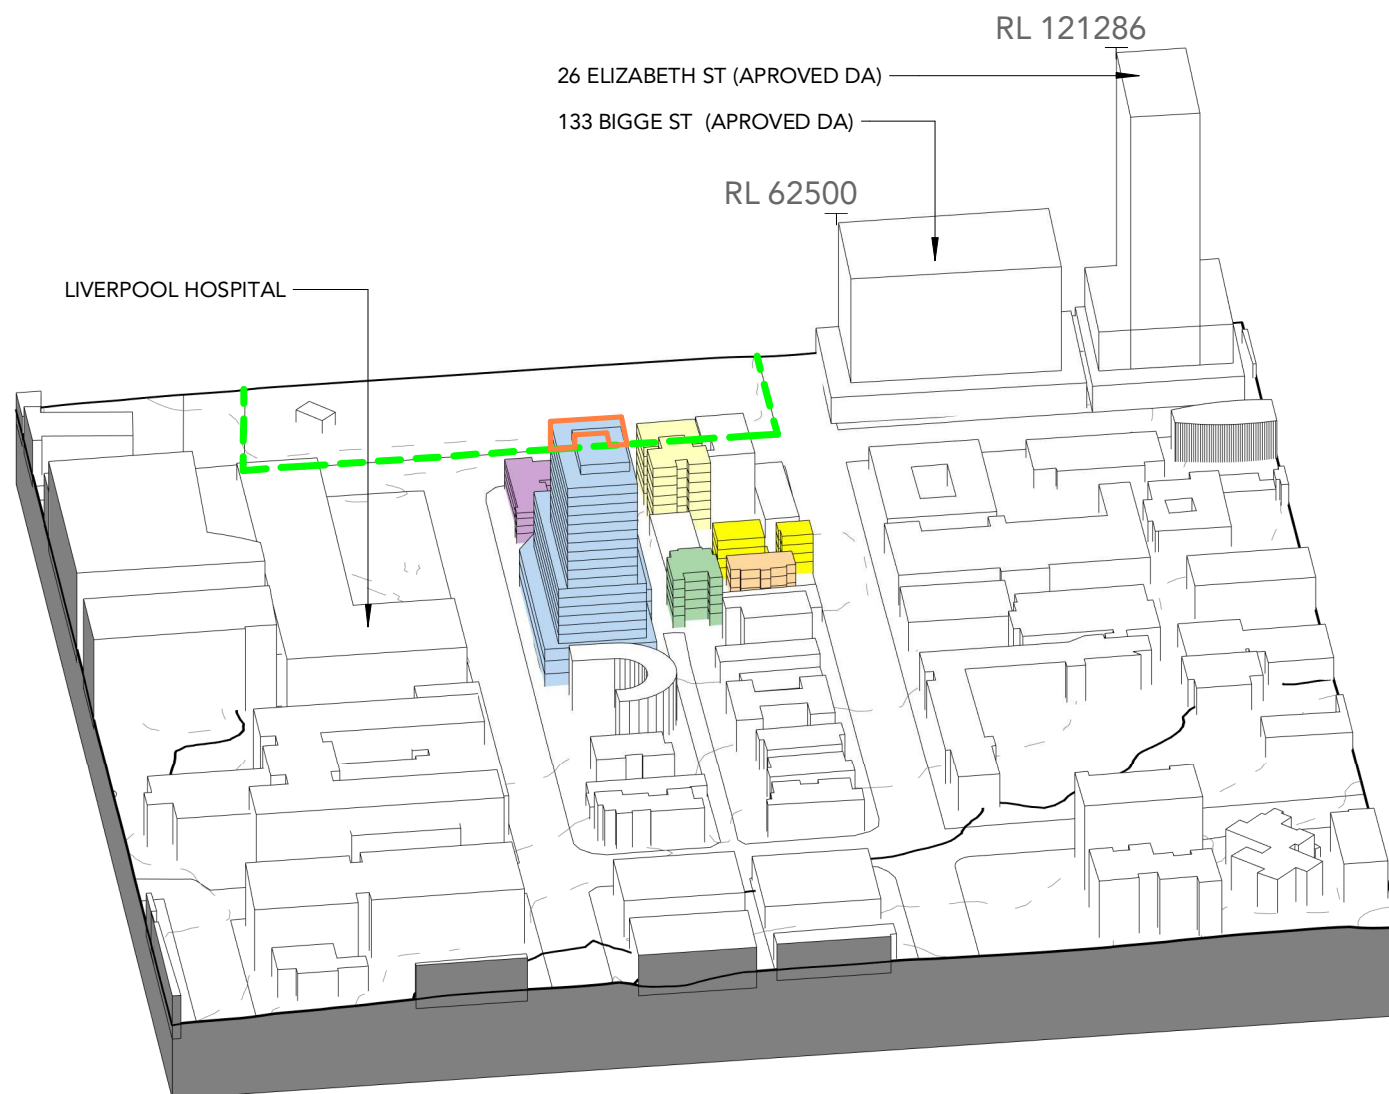 RL 121286
26 ELIZABETH ST (APROVED DA)
133 BIGGE ST (APROVED DA)
RL 62500
LIVERPOOL HOSPITAL